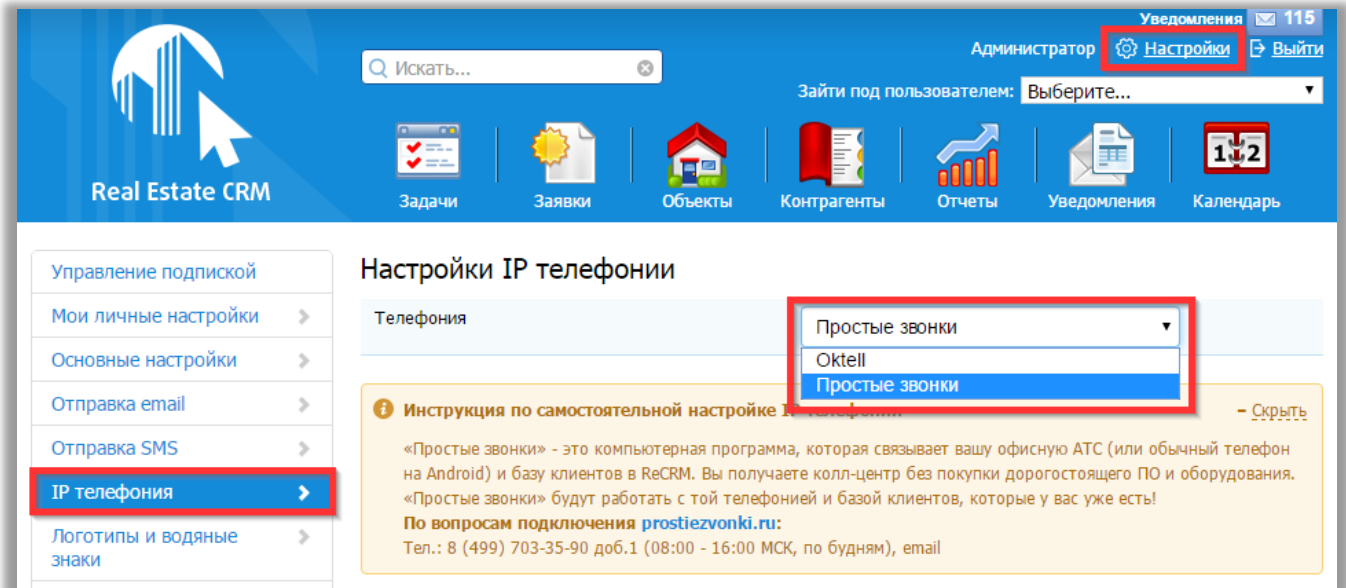 Уведомления 115
Администратор Настройки Выйти
Искать...
Зайти под пользователем: Выберите...
Real Estate CRM
Задачи
Заявки
Объекты
Контрагенты
Отчеты
Уведомления
1 2
Календарь
Управление подпиской
Мои личные настройки
Основные настройки
Отправка email
Отправка SMS
IP телефония
Логотипы и водяные
знаки
Настройки IP телефонии
Телефония
Простые звонки
Oktell
Простые звонки
Инструкция по самостоятельной настройке IP телефонии
– Скрыть
«Простые звонки» - это компьютерная программа, которая связывает вашу офисную АТС (или обычный телефон
на Android) и базу клиентов в ReCRM. Вы получаете колл-центр без покупки дорогостоящего ПО и оборудования.
«Простые звонки» будут работать с той телефонией и базой клиентов, которые у вас уже есть!
По вопросам подключения prostiezvonki.ru:
Тел.: 8 (499) 703-35-90 доб.1 (08:00 - 16:00 МСК, по будням), email